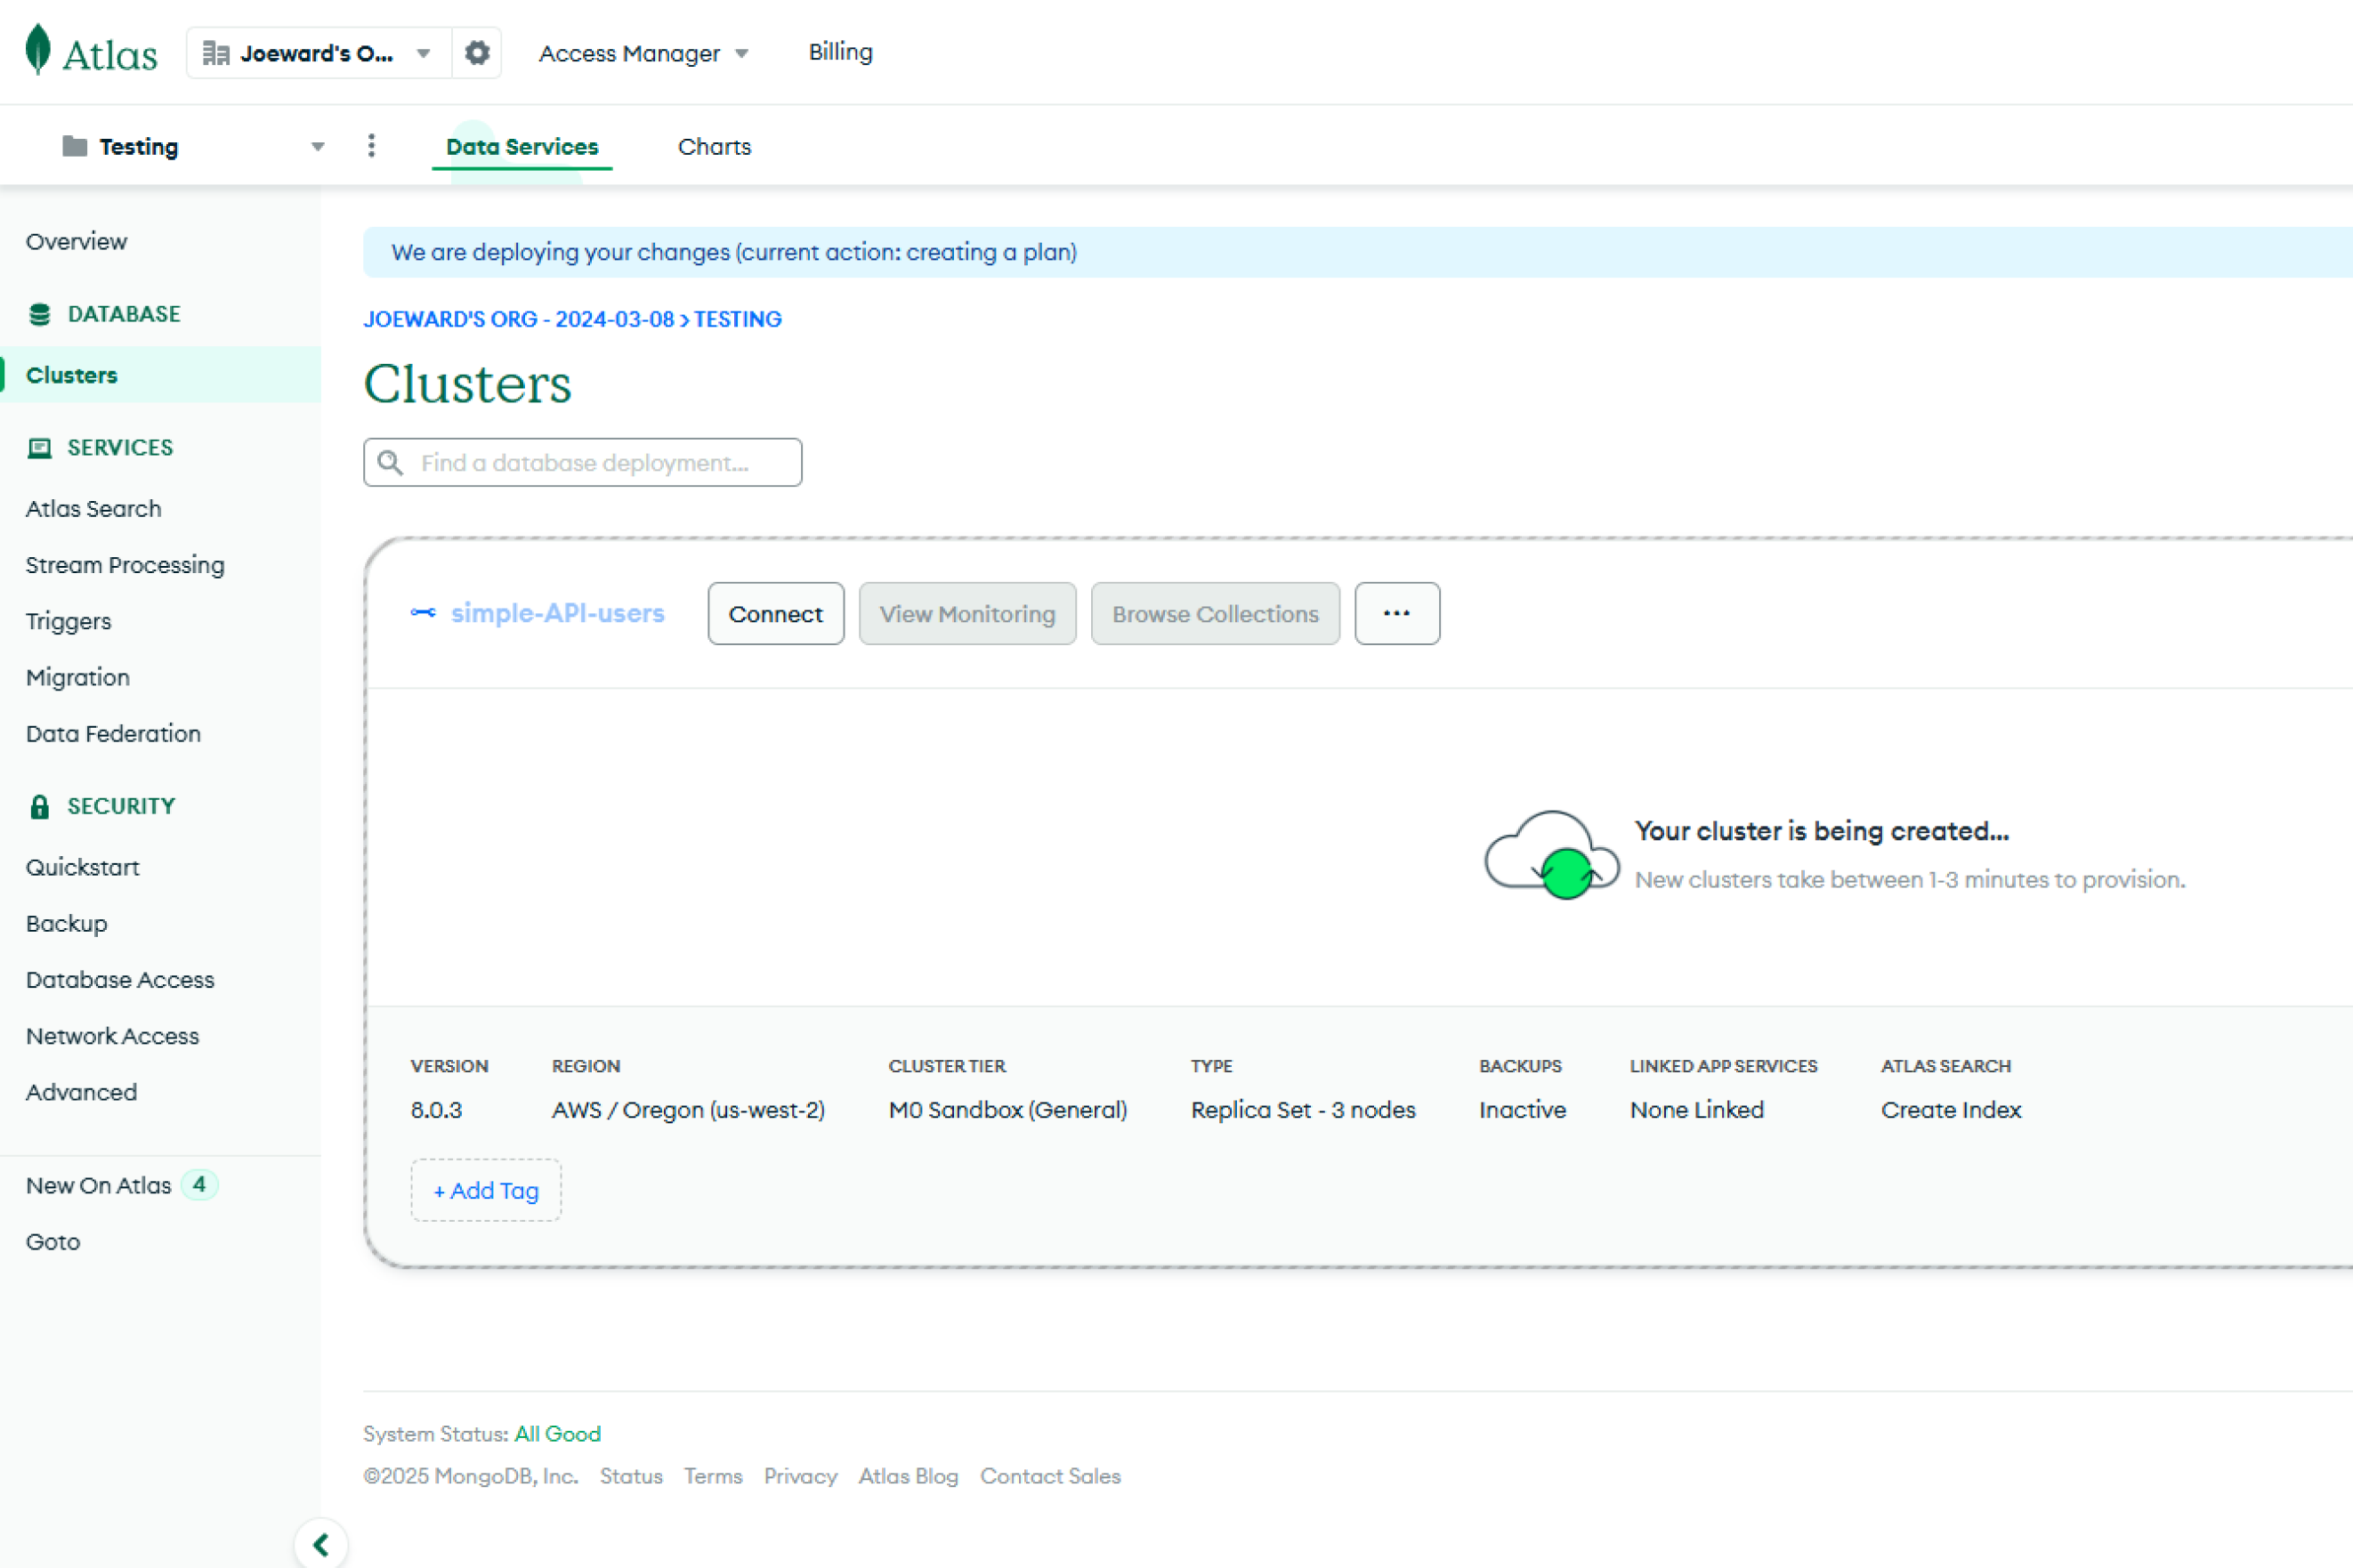 Atlas Joeward's O... Access Manager Billing
Testing Data Services Charts
Overview
DATABASE
Clusters
SERVICES
Atlas Search
Stream Processing
Triggers
Migration
Data Federation
SECURITY
Quickstart
Backup
Database Access
Network Access
Advanced
New On Atlas 4
Goto
We are deploying your changes (current action: creating a plan)
JOEWARD'S ORG - 2024-03-08 > TESTING
Clusters
Find a database deployment...
simple-API-users Connect View Monitoring Browse Collections ...
Your cluster is being created...
New clusters take between 1-3 minutes to provision.
VERSION REGION CLUSTER TIER TYPE BACKUPS LINKED APP SERVICES ATLAS SEARCH
8.0.3 AWS / Oregon (us-west-2) M0 Sandbox (General) Replica Set - 3 nodes Inactive None Linked Create Index
+ Add Tag
System Status: All Good
©2025 MongoDB, Inc. Status Terms Privacy Atlas Blog Contact Sales